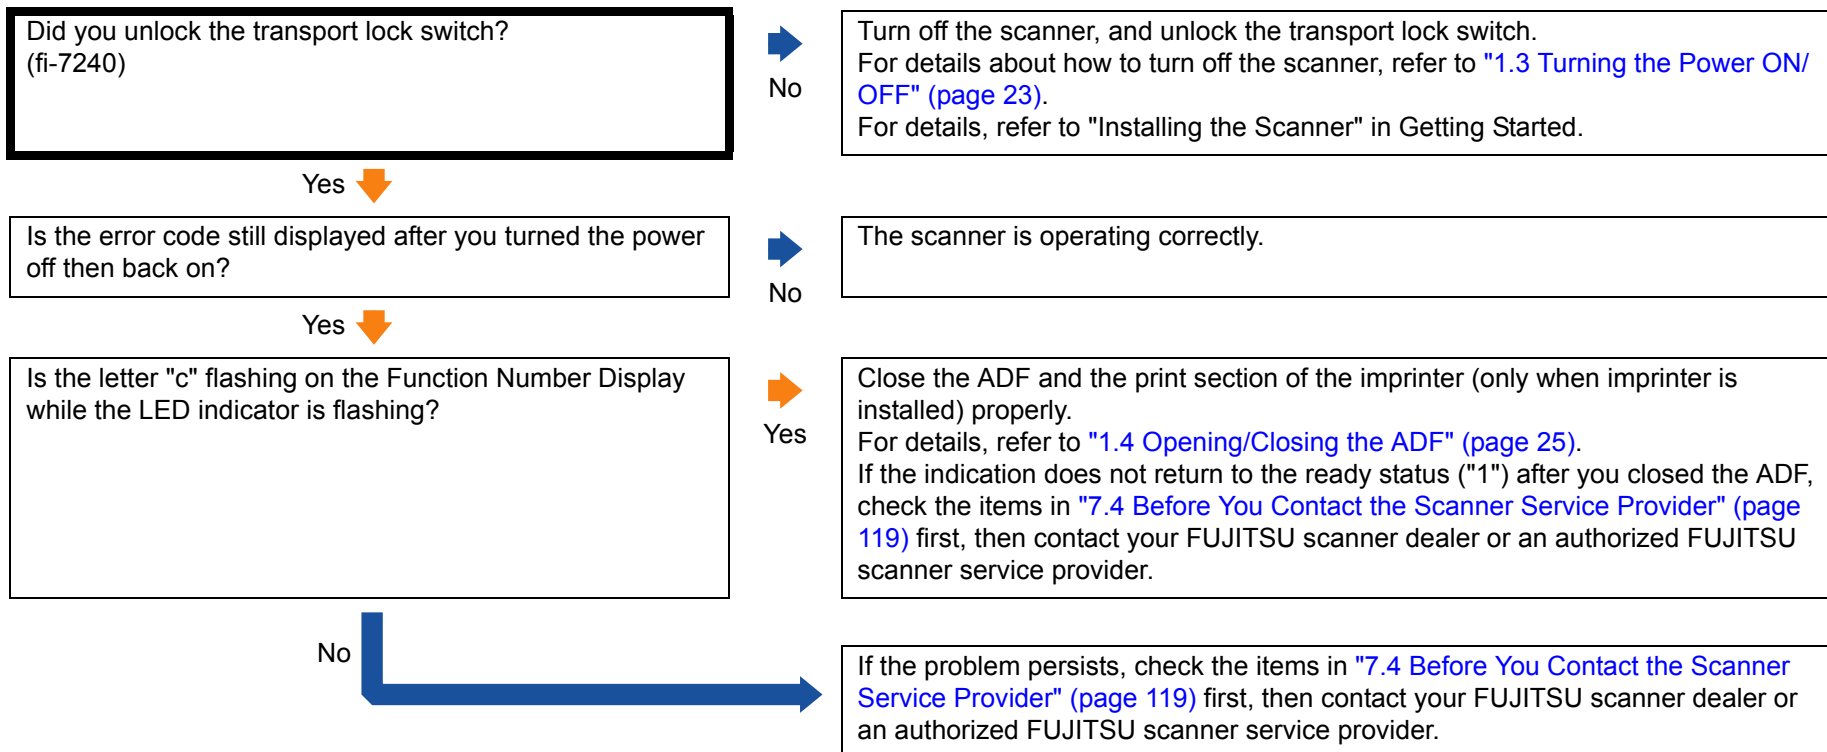 Did you unlock the transport lock switch?
(fi-7240)
No
Turn off the scanner, and unlock the transport lock switch.
For details about how to turn off the scanner, refer to "1.3 Turning the Power ON/
OFF" (page 23).
For details, refer to "Installing the Scanner" in Getting Started.
Yes
Is the error code still displayed after you turned the power
off then back on?
No
The scanner is operating correctly.
Yes
Is the letter "c" flashing on the Function Number Display
while the LED indicator is flashing?
Yes
Close the ADF and the print section of the imprinter (only when imprinter is
installed) properly.
For details, refer to "1.4 Opening/Closing the ADF" (page 25).
If the indication does not return to the ready status ("1") after you closed the ADF,
check the items in "7.4 Before You Contact the Scanner Service Provider" (page
119) first, then contact your FUJITSU scanner dealer or an authorized FUJITSU
scanner service provider.
No
If the problem persists, check the items in "7.4 Before You Contact the Scanner
Service Provider" (page 119) first, then contact your FUJITSU scanner dealer or
an authorized FUJITSU scanner service provider.